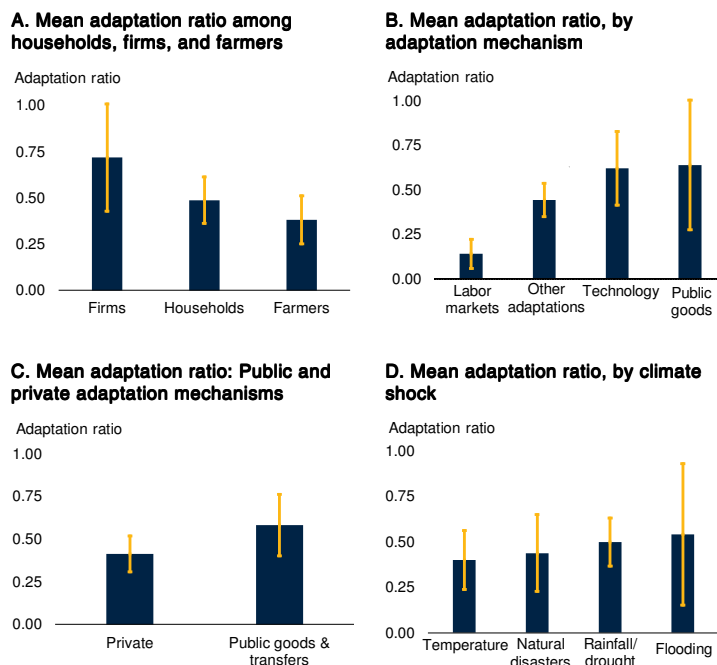 A. Mean adaptation ratio among
households, firms, and farmers
Adaptation ratio
1.00
0.75
0.50
0.25
0.00
Firms Households Farmers
B. Mean adaptation ratio, by
adaptation mechanism
Adaptation ratio
1.00
0.75
0.50
0.25
0.00
Labor
markets
Other
adaptations
Technology
Public
goods
C. Mean adaptation ratio: Public and
private adaptation mechanisms
Adaptation ratio
1.00
0.75
0.50
0.25
0.00
Private
Public goods &
transfers
D. Mean adaptation ratio, by climate
shock
Adaptation ratio
1.00
0.75
0.50
0.25
0.00
Temperature
Natural
disasters
Rainfall/
drought
Flooding